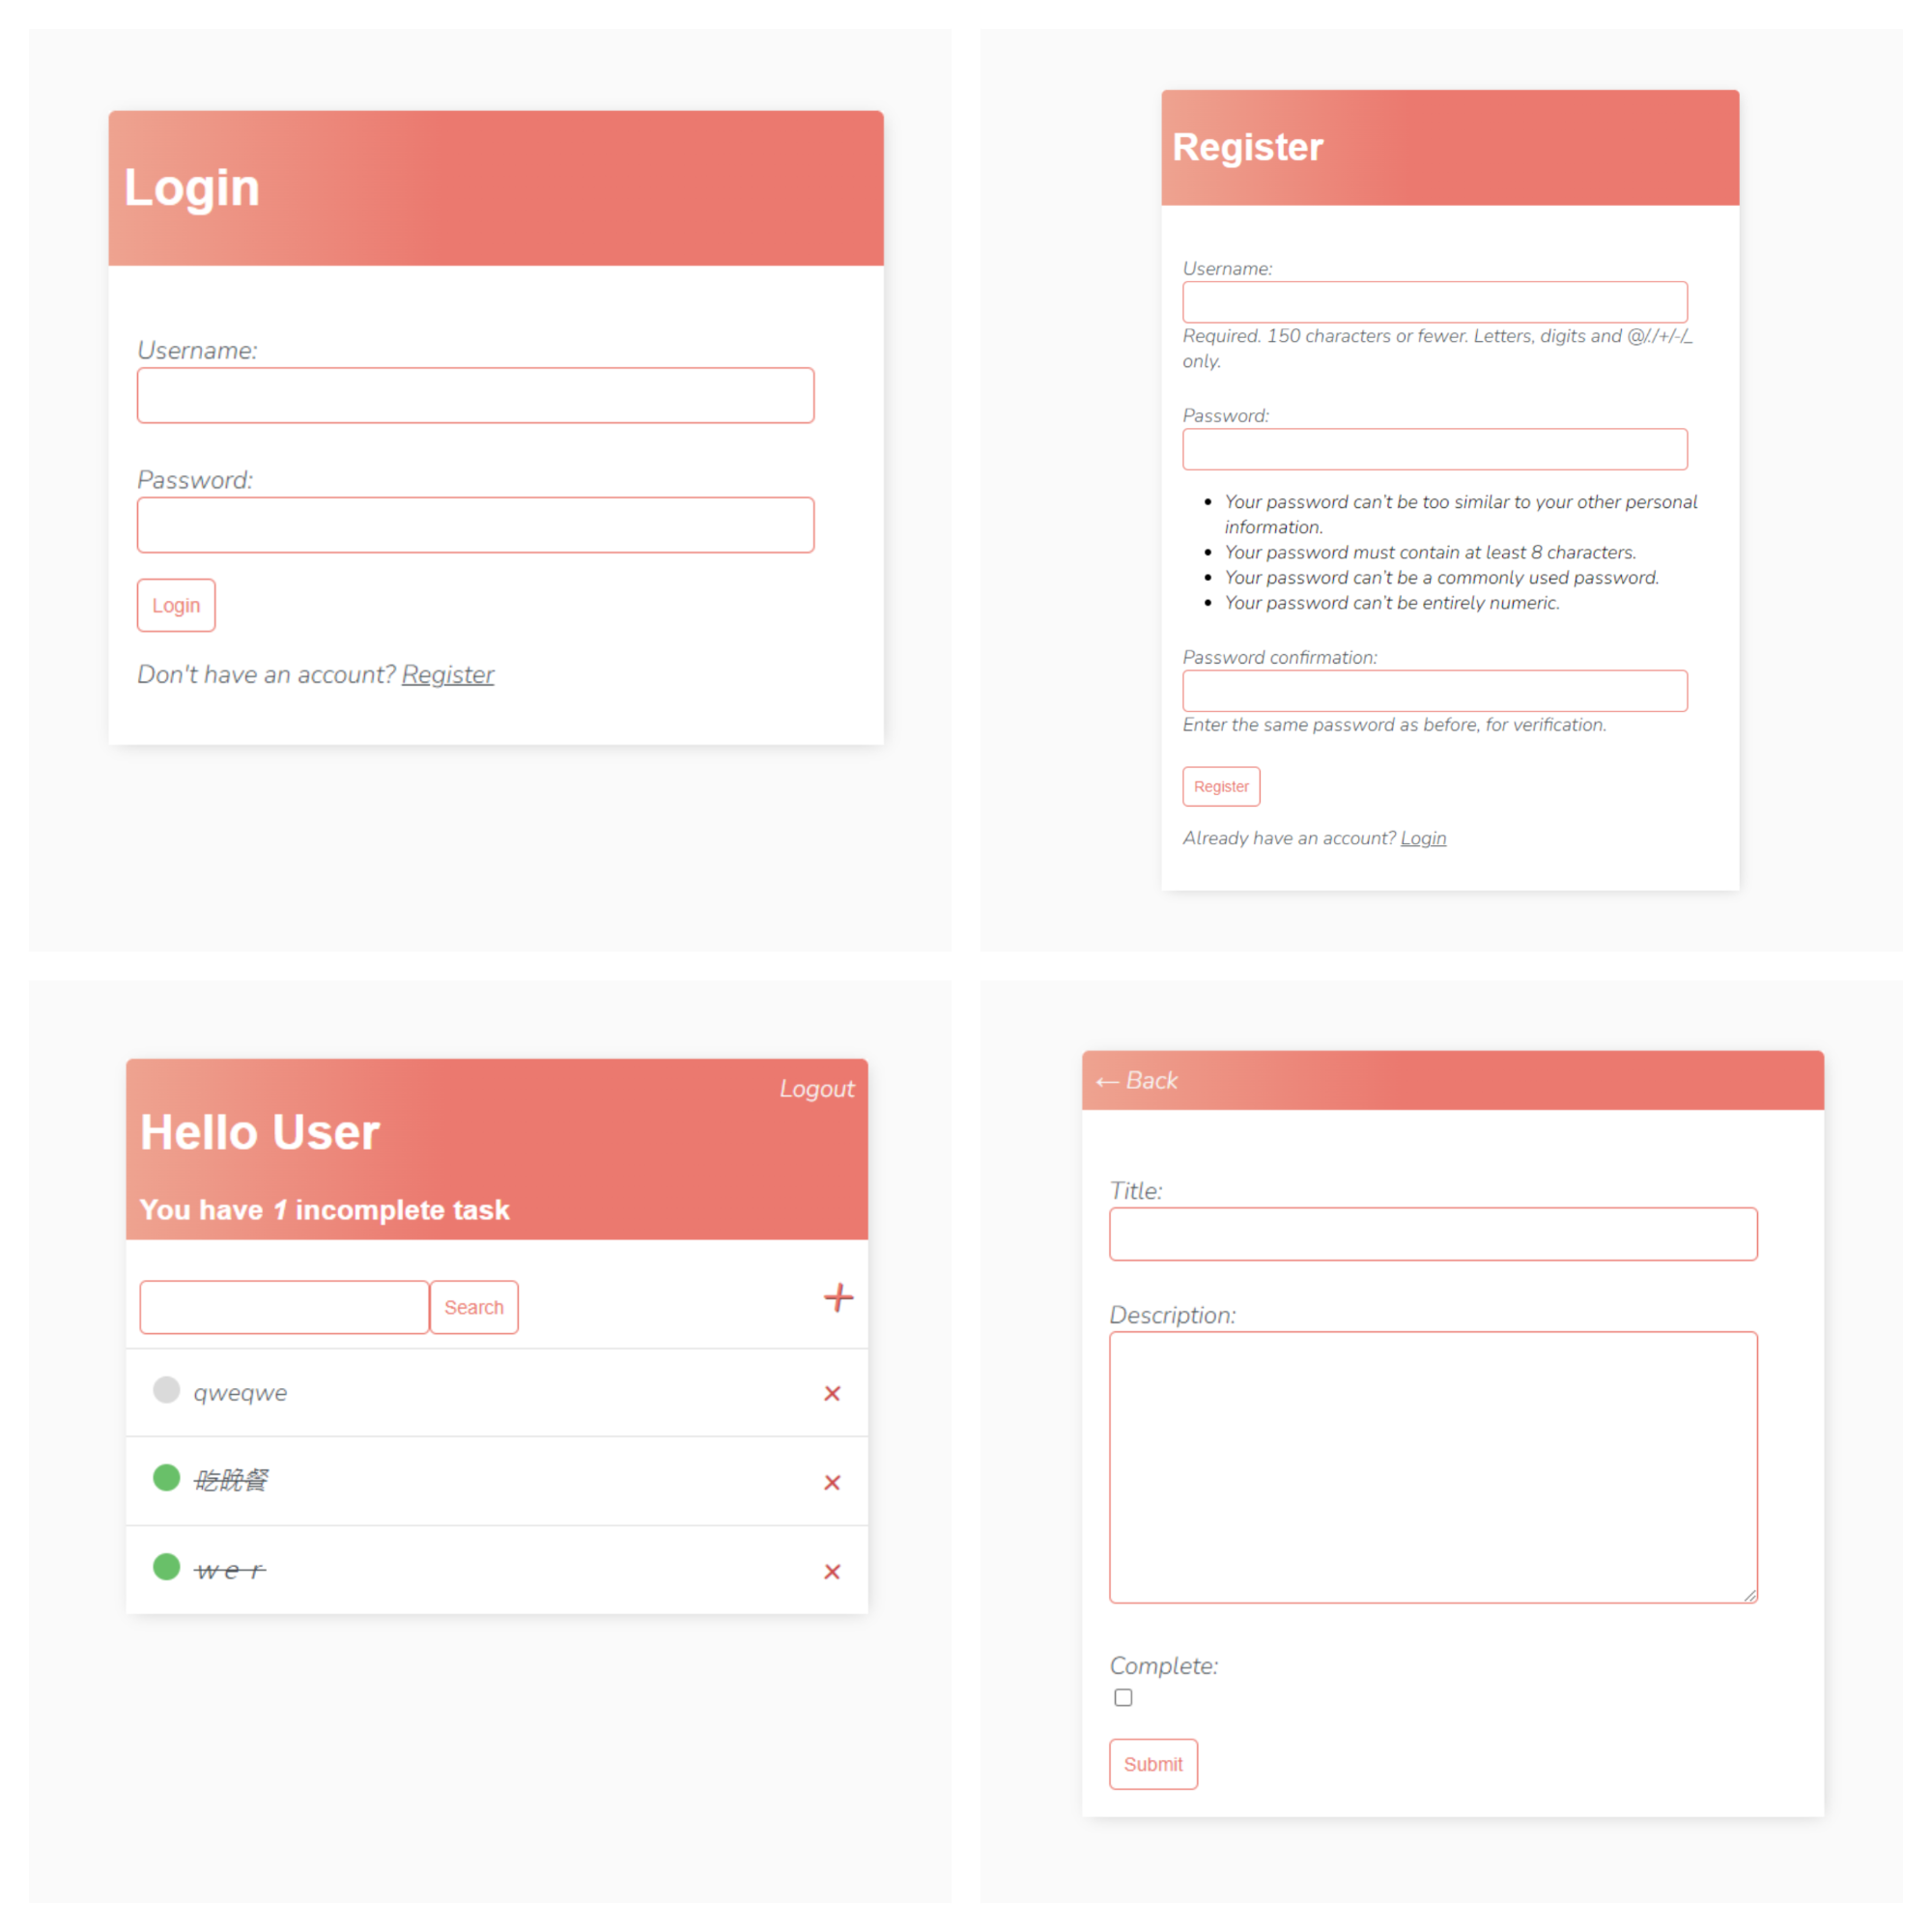 Login
Username:
Password:
Login
Don't have an account? Register
Register
Username:
Required. 150 characters or fewer. Letters, digits and @/./+/-/_
only.
Password:
Your password can't be too similar to your other personal
information.
Your password must contain at least 8 characters.
Your password can't be a commonly used password.
Your password can't be entirely numeric.
Password confirmation:
Enter the same password as before, for verification.
Register
Already have an account? Login
Logout
Hello User
You have 1 incomplete task
Search
qweqwe
吃晚餐
w e r
← Back
Title:
Description:
Complete:
Submit